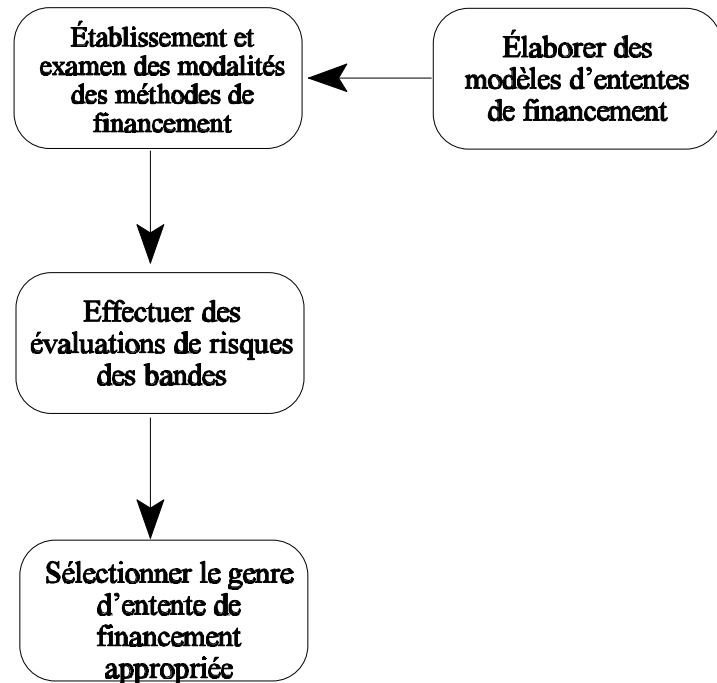 Établissement et
examen des modalités
des méthodes de
financement
Élaborer des
modèles d'ententes
de financement
Effectuer des
évaluations de risques
des bandes
Sélectionner le genre
d'entente de
financement
appropriée